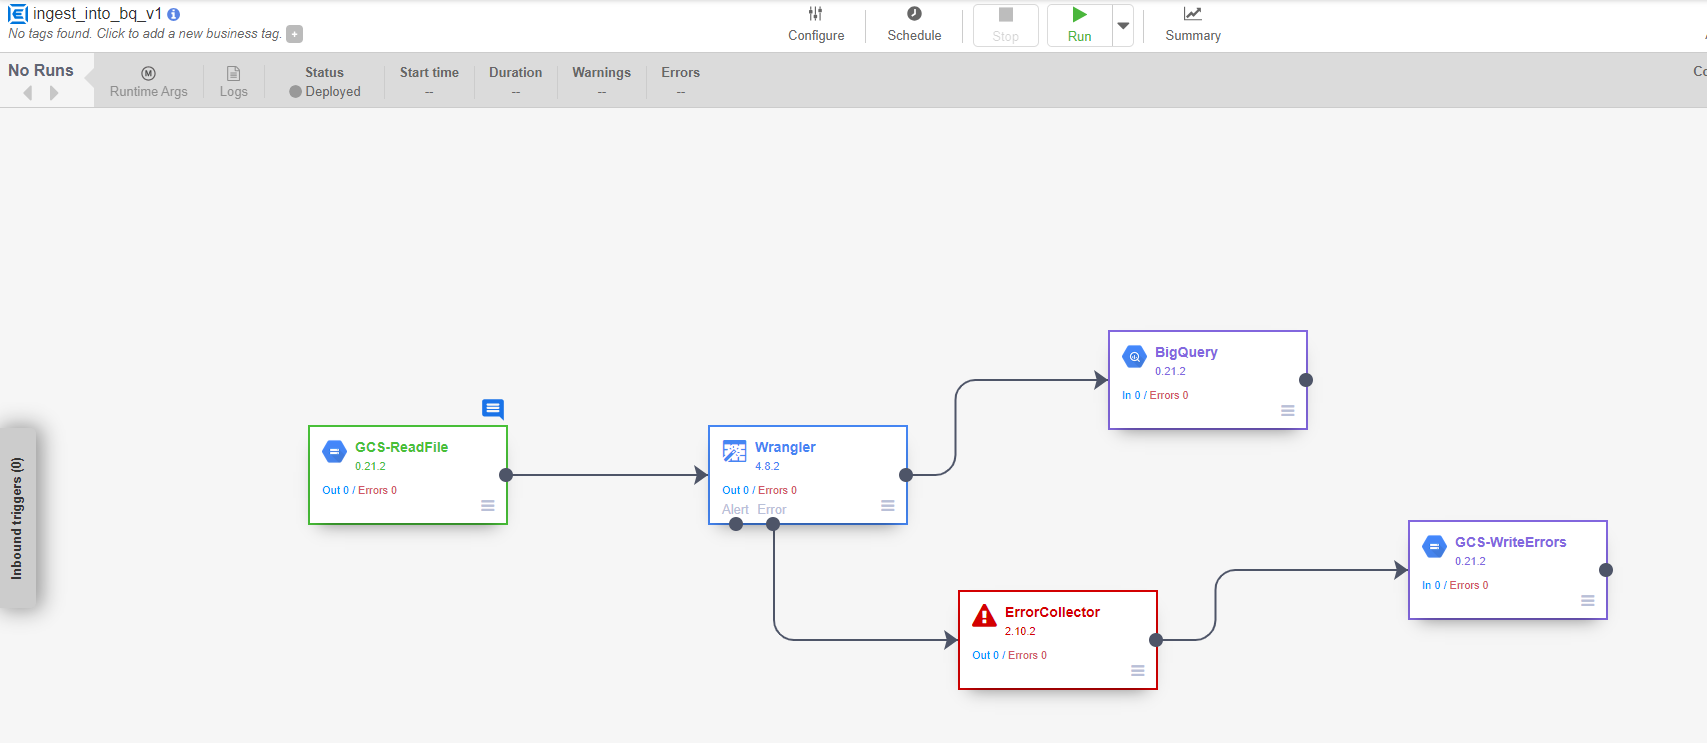 ingest_into_bq_v1
No tags found. Click to add a new business tag.
Configure
Schedule
Stop
Run
Summary
No Runs
Runtime Args
Logs
Status
Deployed
Start time
--
Duration
--
Warnings
--
Errors
--
Inbound triggers (0)
GCS-ReadFile
0.21.2
Out 0 / Errors 0
Wrangler
4.8.2
Out 0 / Errors 0
Alert Error
BigQuery
0.21.2
In 0 / Errors 0
ErrorCollector
2.10.2
Out 0 / Errors 0
GCS-WriteErrors
0.21.2
In 0 / Errors 0